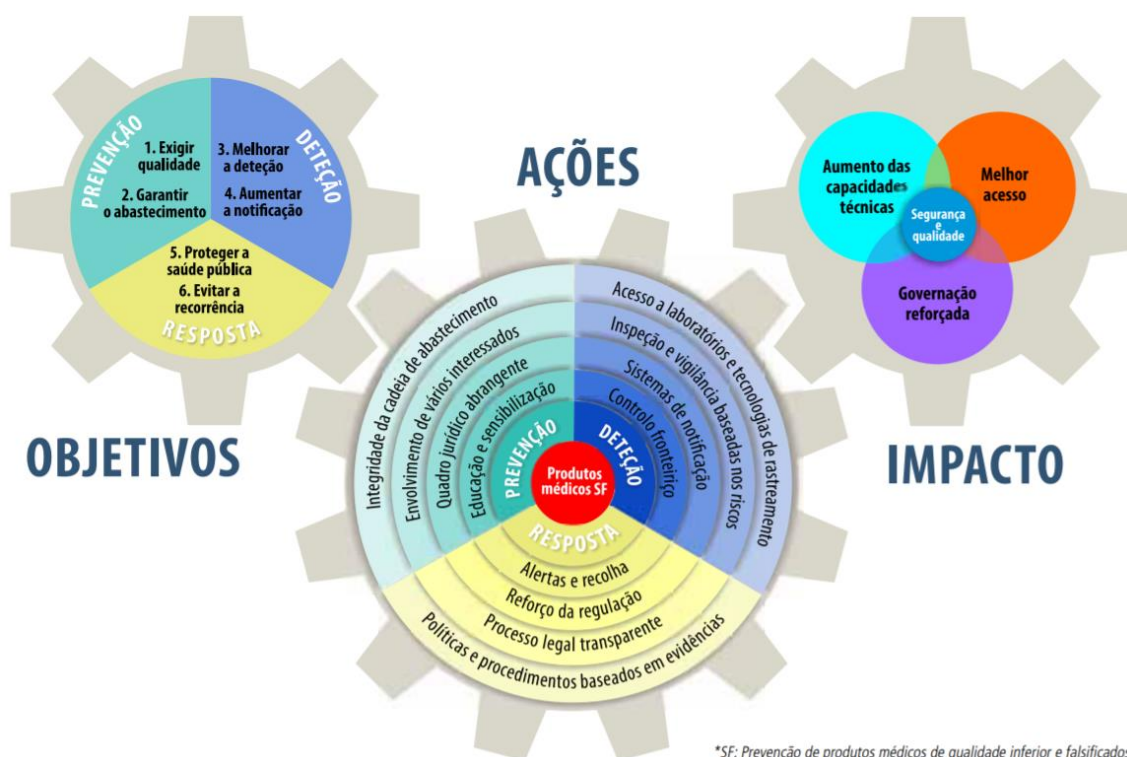 PREVENÇÃO
1. Exigir
qualidade
2. Garantir
o abastecimento
DETEÇÃO
3. Melhorar
a deteção
4. Aumentar
a notificação
5. Proteger a
saúde pública
6. Evitar a
recorrência
RESPOSTA
OBJETIVOS
AÇÕES
Integridade da cadeia de abastecimento
Envolvimento de vários interessados
Quadro jurídico abrangente
Educação e sensibilização
PREVENÇÃO
Acesso a laboratórios e tecnologias de rastreamento
Inspeção e vigilância baseadas nos riscos
Sistemas de notificação
Controlo fronteiriço
DETEÇÃO
Produtos
médicos SF
RESPOSTA
Alertas e recolha
Reforço da regulação
Processo legal transparente
Políticas e procedimentos baseados em evidências
Aumento das
capacidades
técnicas
Melhor
acesso
Segurança
e
qualidade
Governação
reforçada
IMPACTO
*SF: Prevenção de produtos médicos de qualidade inferior e falsificados